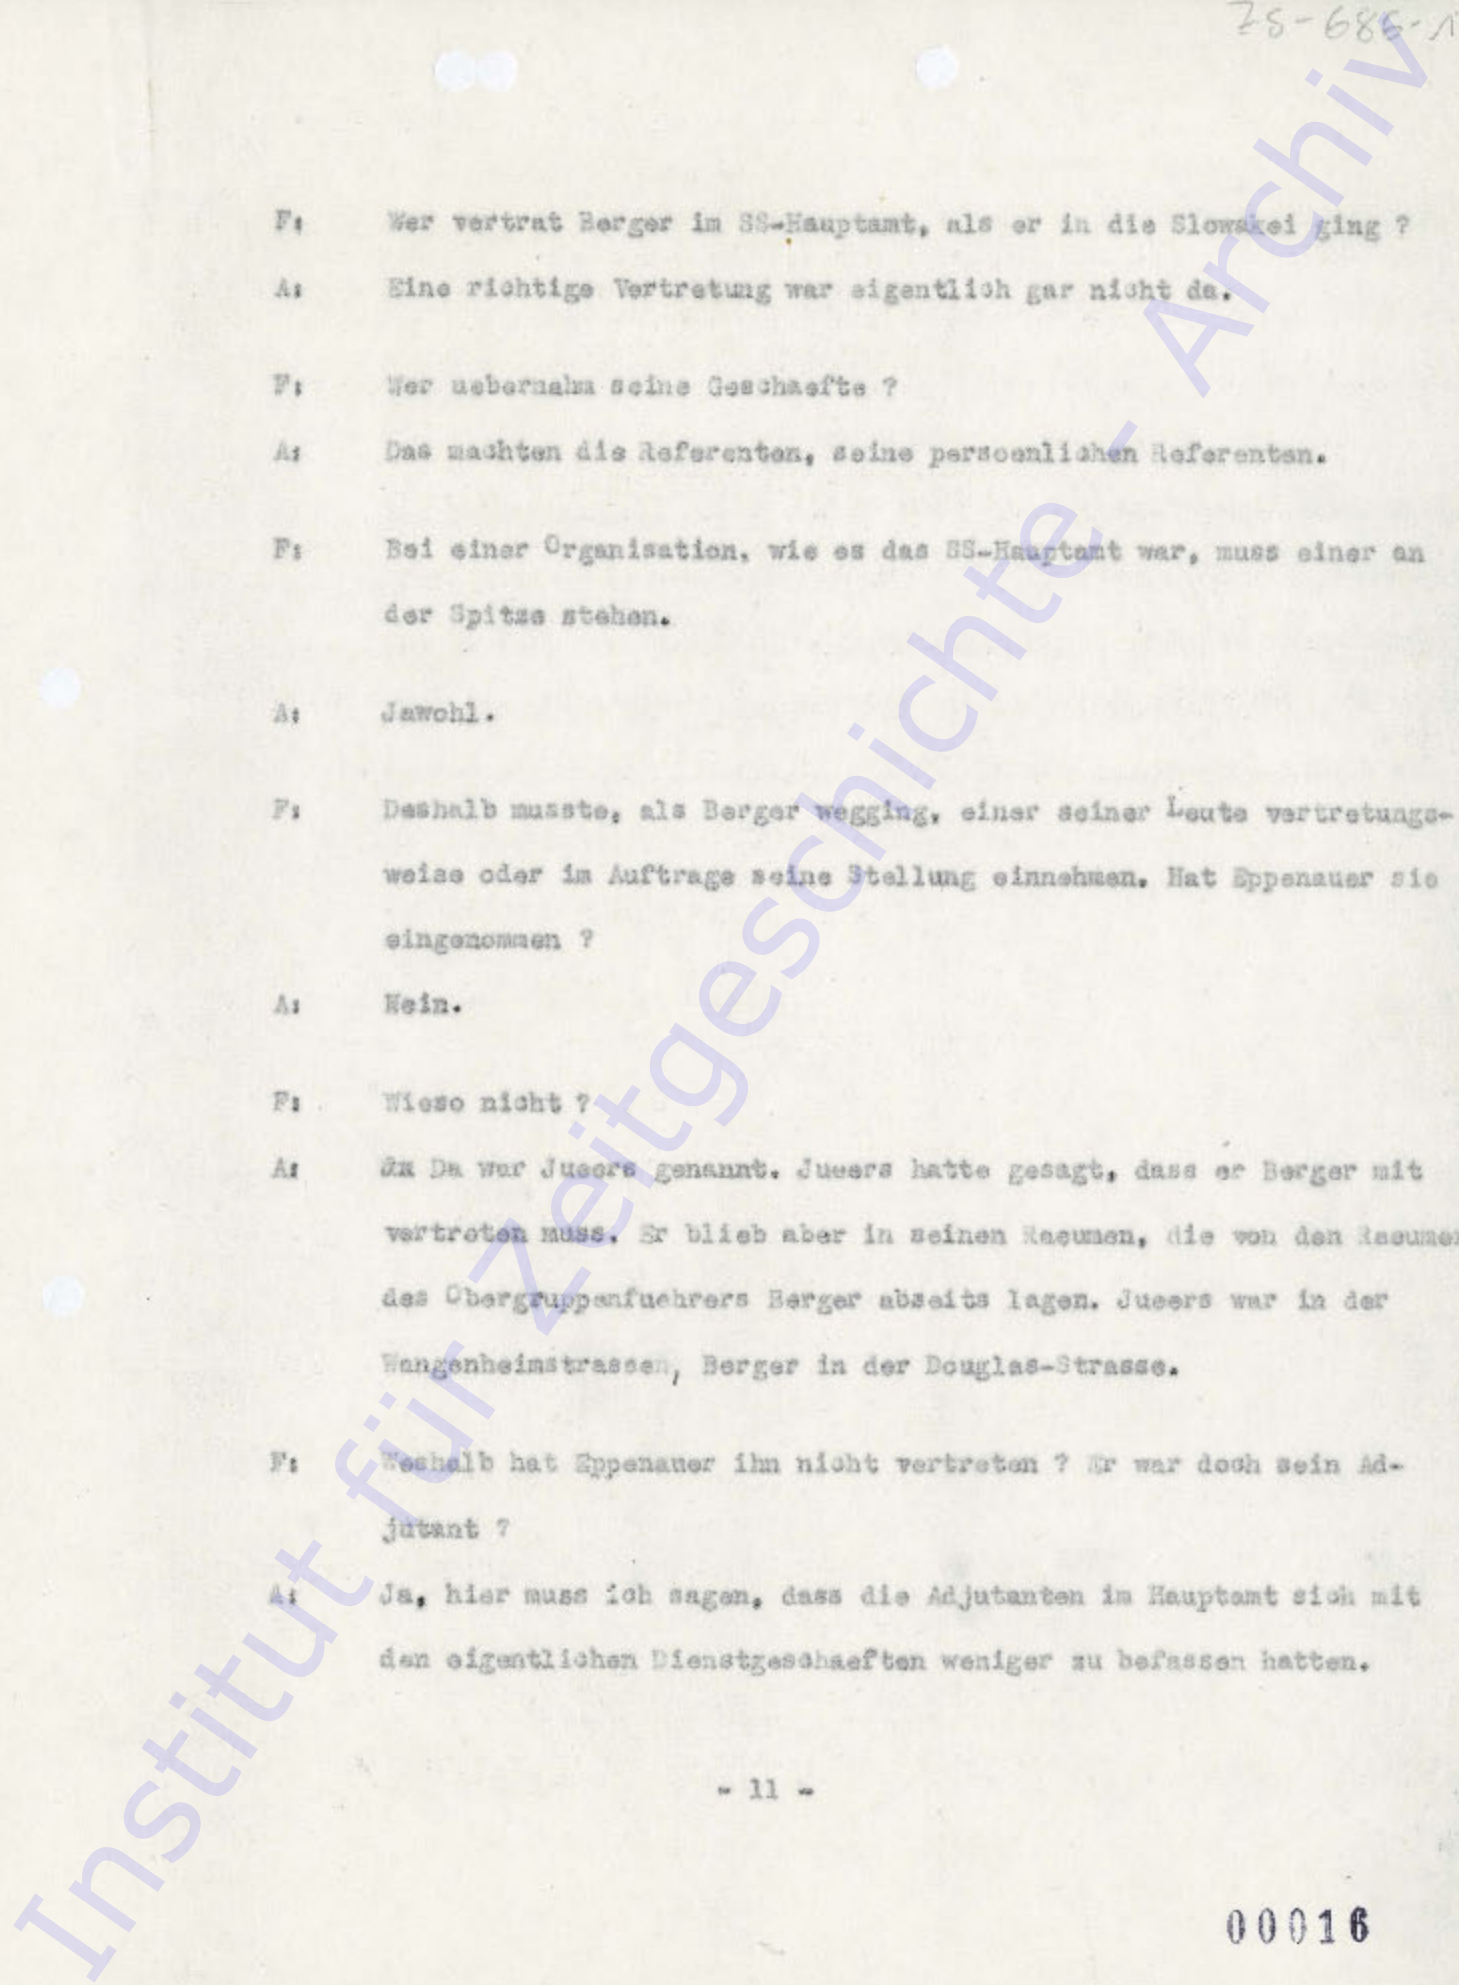 ZS-686-1
F: Wer vertrat Berger im SS-Hauptamt, als er in die Slowakei ging ?
A: Eine richtige Vertretung war eigentlich gar nicht da.
F: Wer uebernahm seine Geschaefte ?
A: Das machten die Referenten, seine persoenlichen Referenten.
F: Bei einer Organisation, wie es das SS-Hauptamt war, muss einer an
der Spitze stehen.
A: Jawohl.
F: Deshalb musste, als Berger wegging, einer seiner Leute vertretungs-
weise oder im Auftrage seine Stellung einnehmen. Hat Eppenauer sie
eingenommen ?
A: Nein.
F: Wieso nicht ?
A: Da war Jueers genannt. Jueers hatte gesagt, dass er Berger mit
vertreten muss. Er blieb aber in seinen Raeumen, die von den Raeumen
des Obergruppenfuehrers Berger abseits lagen. Jueers war in der
Wangenheimstrassen, Berger in der Douglas-Strasse.
F: Weshalb hat Eppenauer ihn nicht vertreten ? Er war doch sein Ad-
jutant ?
A: Ja, hier muss ich sagen, dass die Adjutanten im Hauptamt sich mit
den eigentlichen Dienstgeschaeften weniger zu befassen hatten.
- 11 -
00016
Institut für Zeitgeschichte - Archiv